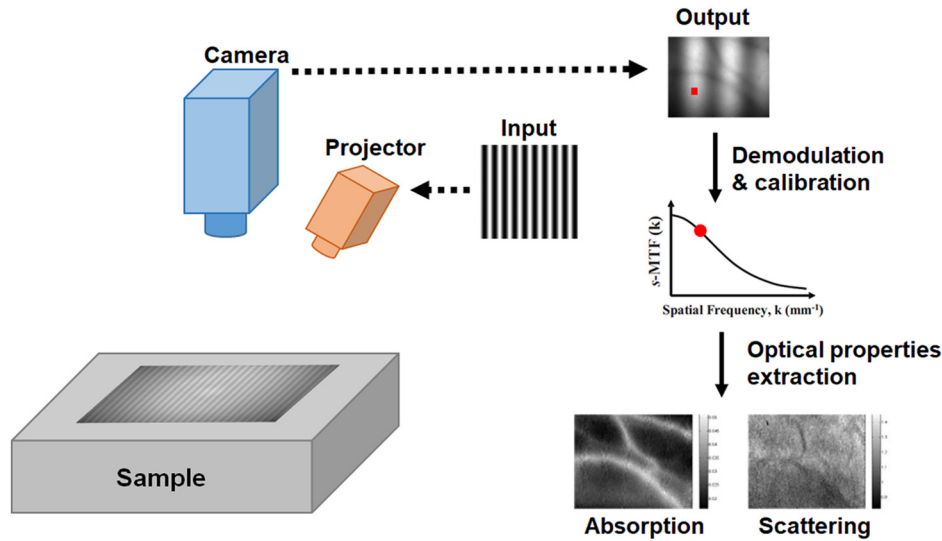 Output
Camera
Input
Projector
Demodulation
& calibration
s-MTF (k)
Spatial Frequency, k (mm⁻¹)
Optical properties
extraction
Sample
Absorption
Scattering